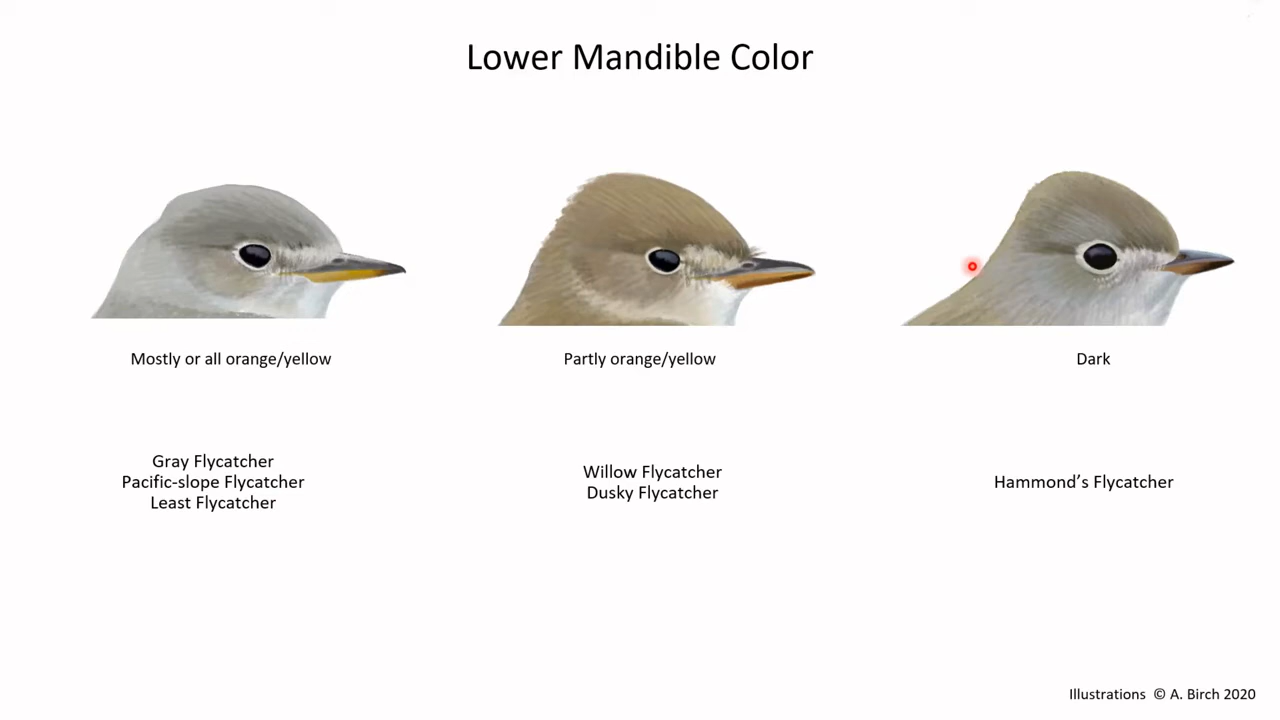 Lower Mandible Color
Mostly or all orange/yellow
Partly orange/yellow
Dark
Gray Flycatcher
Pacific-slope Flycatcher
Least Flycatcher
Willow Flycatcher
Dusky Flycatcher
Hammond’s Flycatcher
Illustrations © A. Birch 2020